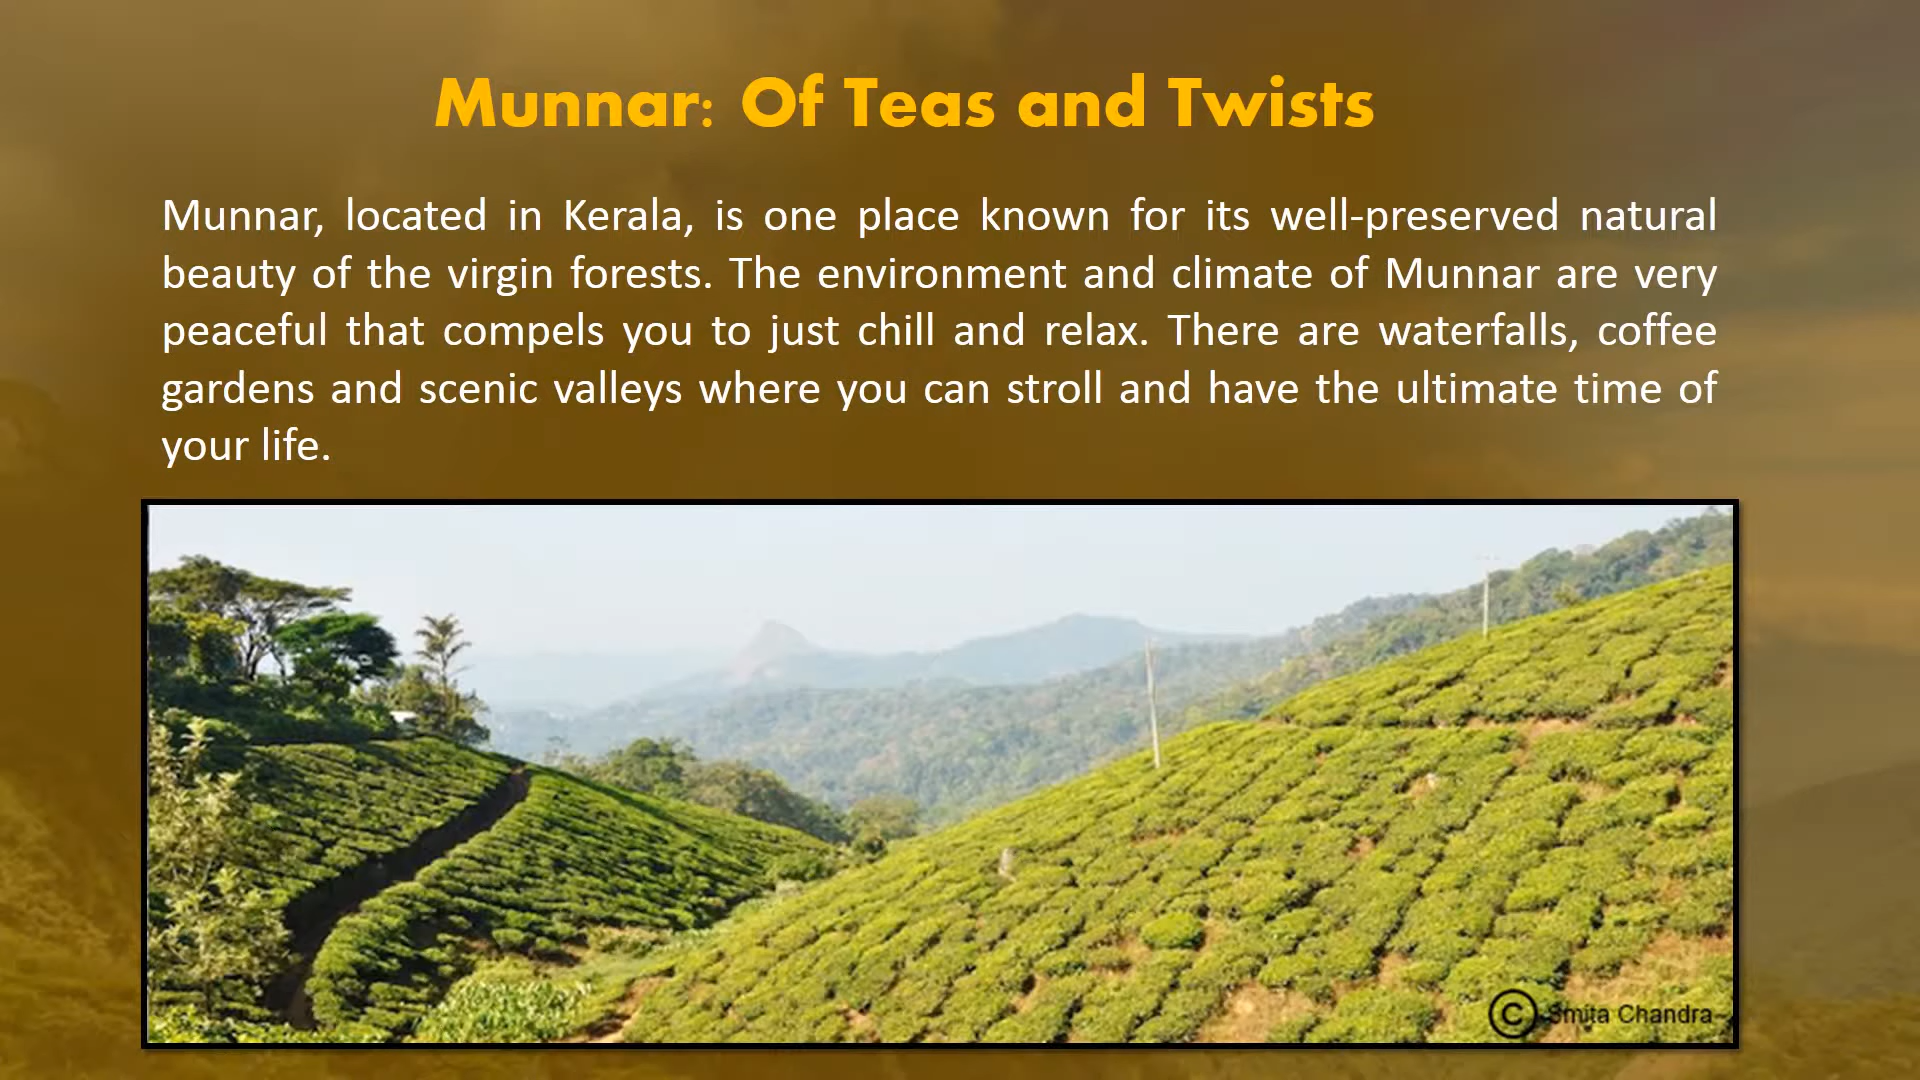 Munnar: Of Teas and Twists
Munnar, located in Kerala, is one place known for its well-preserved natural
beauty of the virgin forests. The environment and climate of Munnar are very
peaceful that compels you to just chill and relax. There are waterfalls, coffee
gardens and scenic valleys where you can stroll and have the ultimate time of
your life.
© Smita Chandra